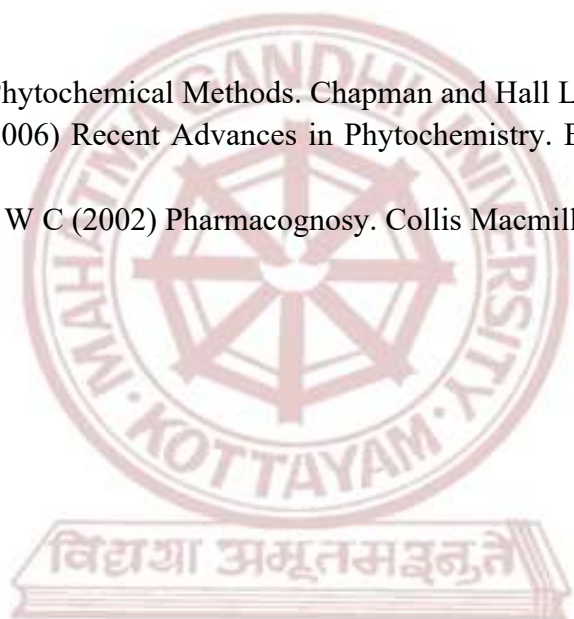 Phytochemical Methods. Chapman and Hall L
006) Recent Advances in Phytochemistry. E
W C (2002) Pharmacognosy. Collis Macmill
MAHATMA GANDHI UNIVERSITY
KOTTAYAM
विद्यया अमृतमश्नुते